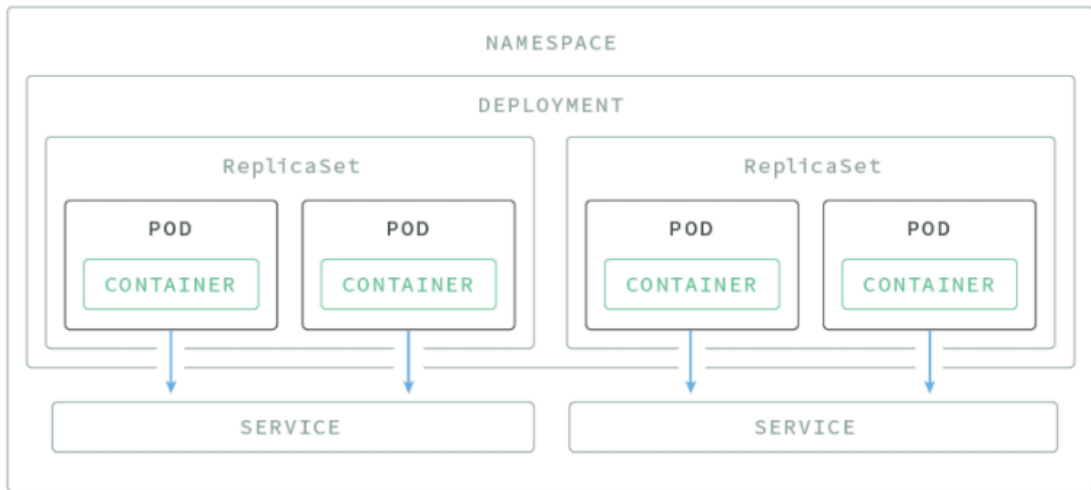 NAMESPACE
DEPLOYMENT
ReplicaSet ReplicaSet
POD POD POD POD
CONTAINER CONTAINER CONTAINER CONTAINER
SERVICE SERVICE